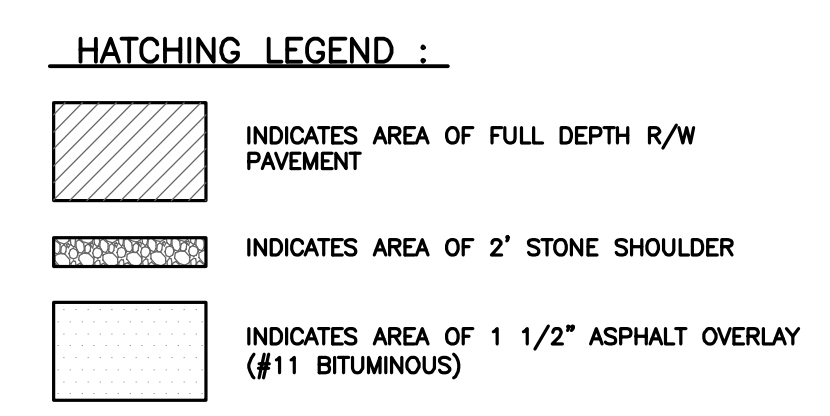 HATCHING LEGEND :
INDICATES AREA OF FULL DEPTH R/W
PAVEMENT
INDICATES AREA OF 2' STONE SHOULDER
INDICATES AREA OF 1 1/2" ASPHALT OVERLAY
(#11 BITUMINOUS)